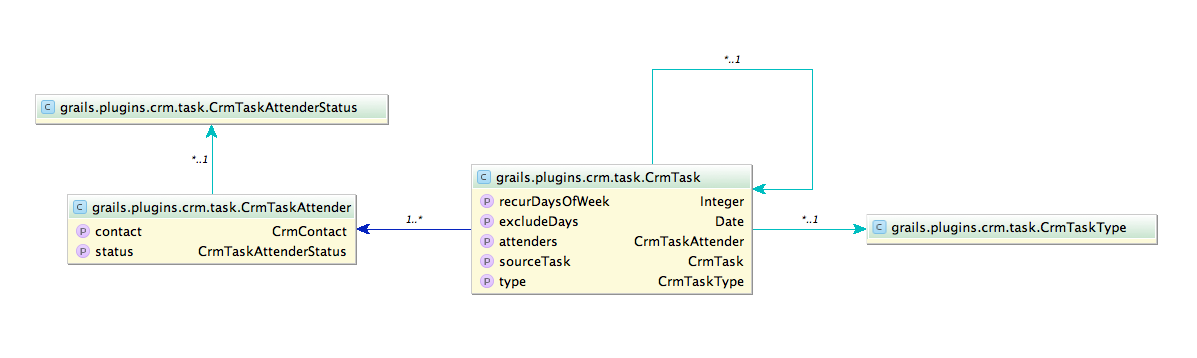 *..1
C grails.plugins.crm.task.CrmTaskAttenderStatus
*..1
C grails.plugins.crm.task.CrmTask
P recurDaysOfWeek Integer
P excludeDays Date
P attenders CrmTaskAttender
P sourceTask CrmTask
P type CrmTaskType
C grails.plugins.crm.task.CrmTaskAttender
P contact CrmContact
P status CrmTaskAttenderStatus
1..*
*..1
C grails.plugins.crm.task.CrmTaskType